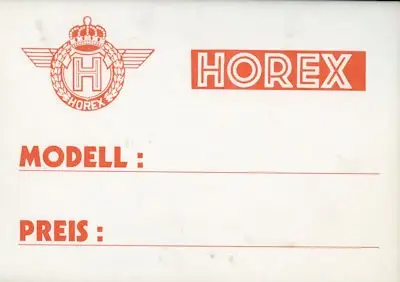 H
HOREX
HOREX
MODELL :
PREIS :